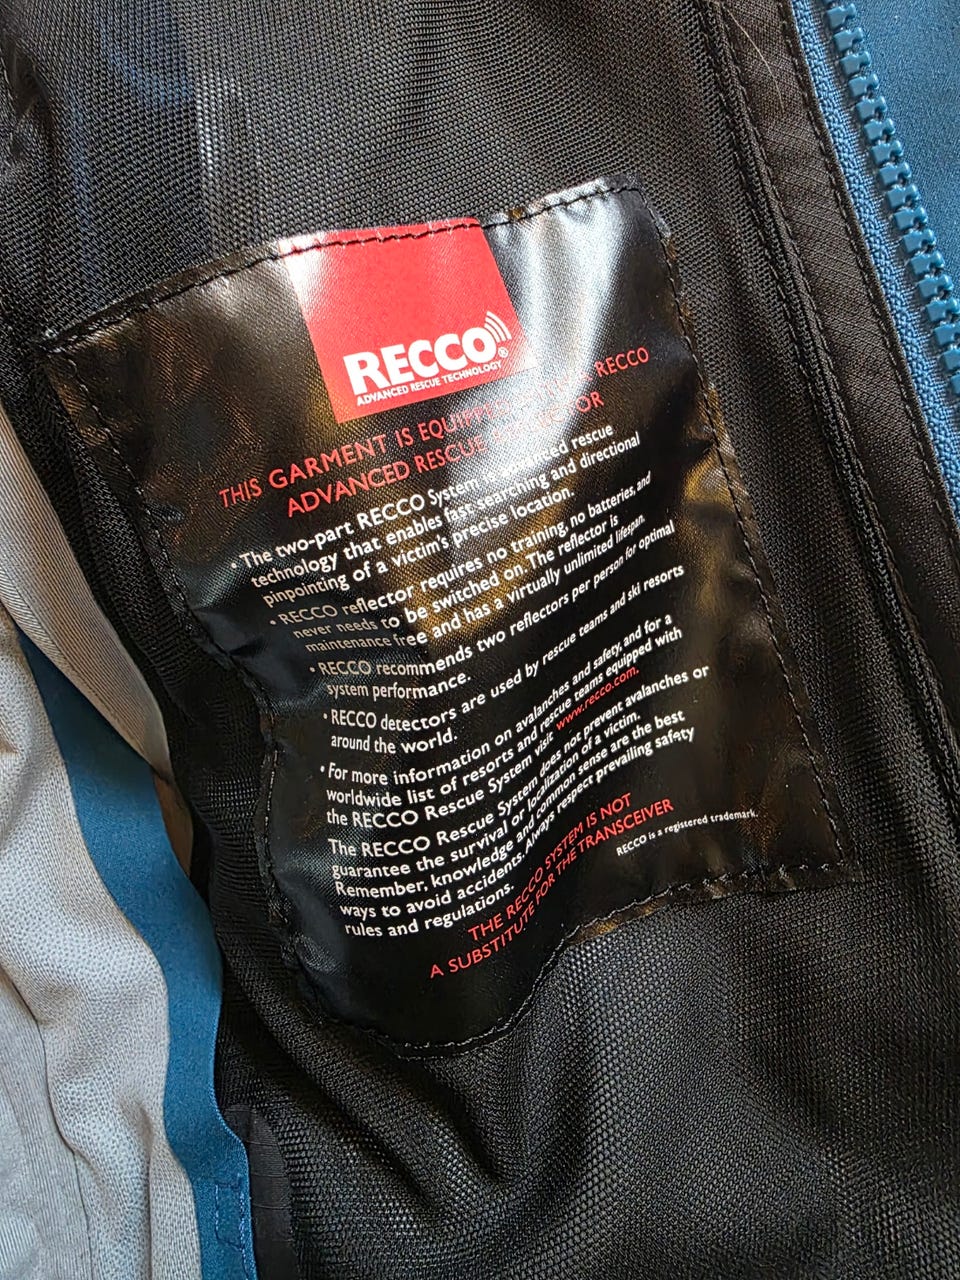 RECCO®
ADVANCED RESCUE TECHNOLOGY
THIS GARMENT IS EQUIPPED RECCO
ADVANCED RESCUE REFLECTOR
• The two-part RECCO System is advanced rescue
technology that enables fast searching and directional
pinpointing of a victim's precise location.
• RECCO reflector requires no training, no batteries, and
never needs to be switched on. The reflector is
maintenance free and has a virtually unlimited lifespan.
• RECCO recommends two reflectors per person for optimal
system performance.
• RECCO detectors are used by rescue teams and ski resorts
around the world.
• For more information on avalanches and safety, and for a
worldwide list of resorts and rescue teams equipped with
the RECCO Rescue System visit www.recco.com.
The RECCO Rescue System does not prevent avalanches or
guarantee the survival or localization of a victim.
Remember, knowledge and common sense are the best
ways to avoid accidents. Always respect prevailing safety
rules and regulations.
THE RECCO SYSTEM IS NOT
A SUBSTITUTE FOR THE TRANSCEIVER
RECCO is a registered trademark.